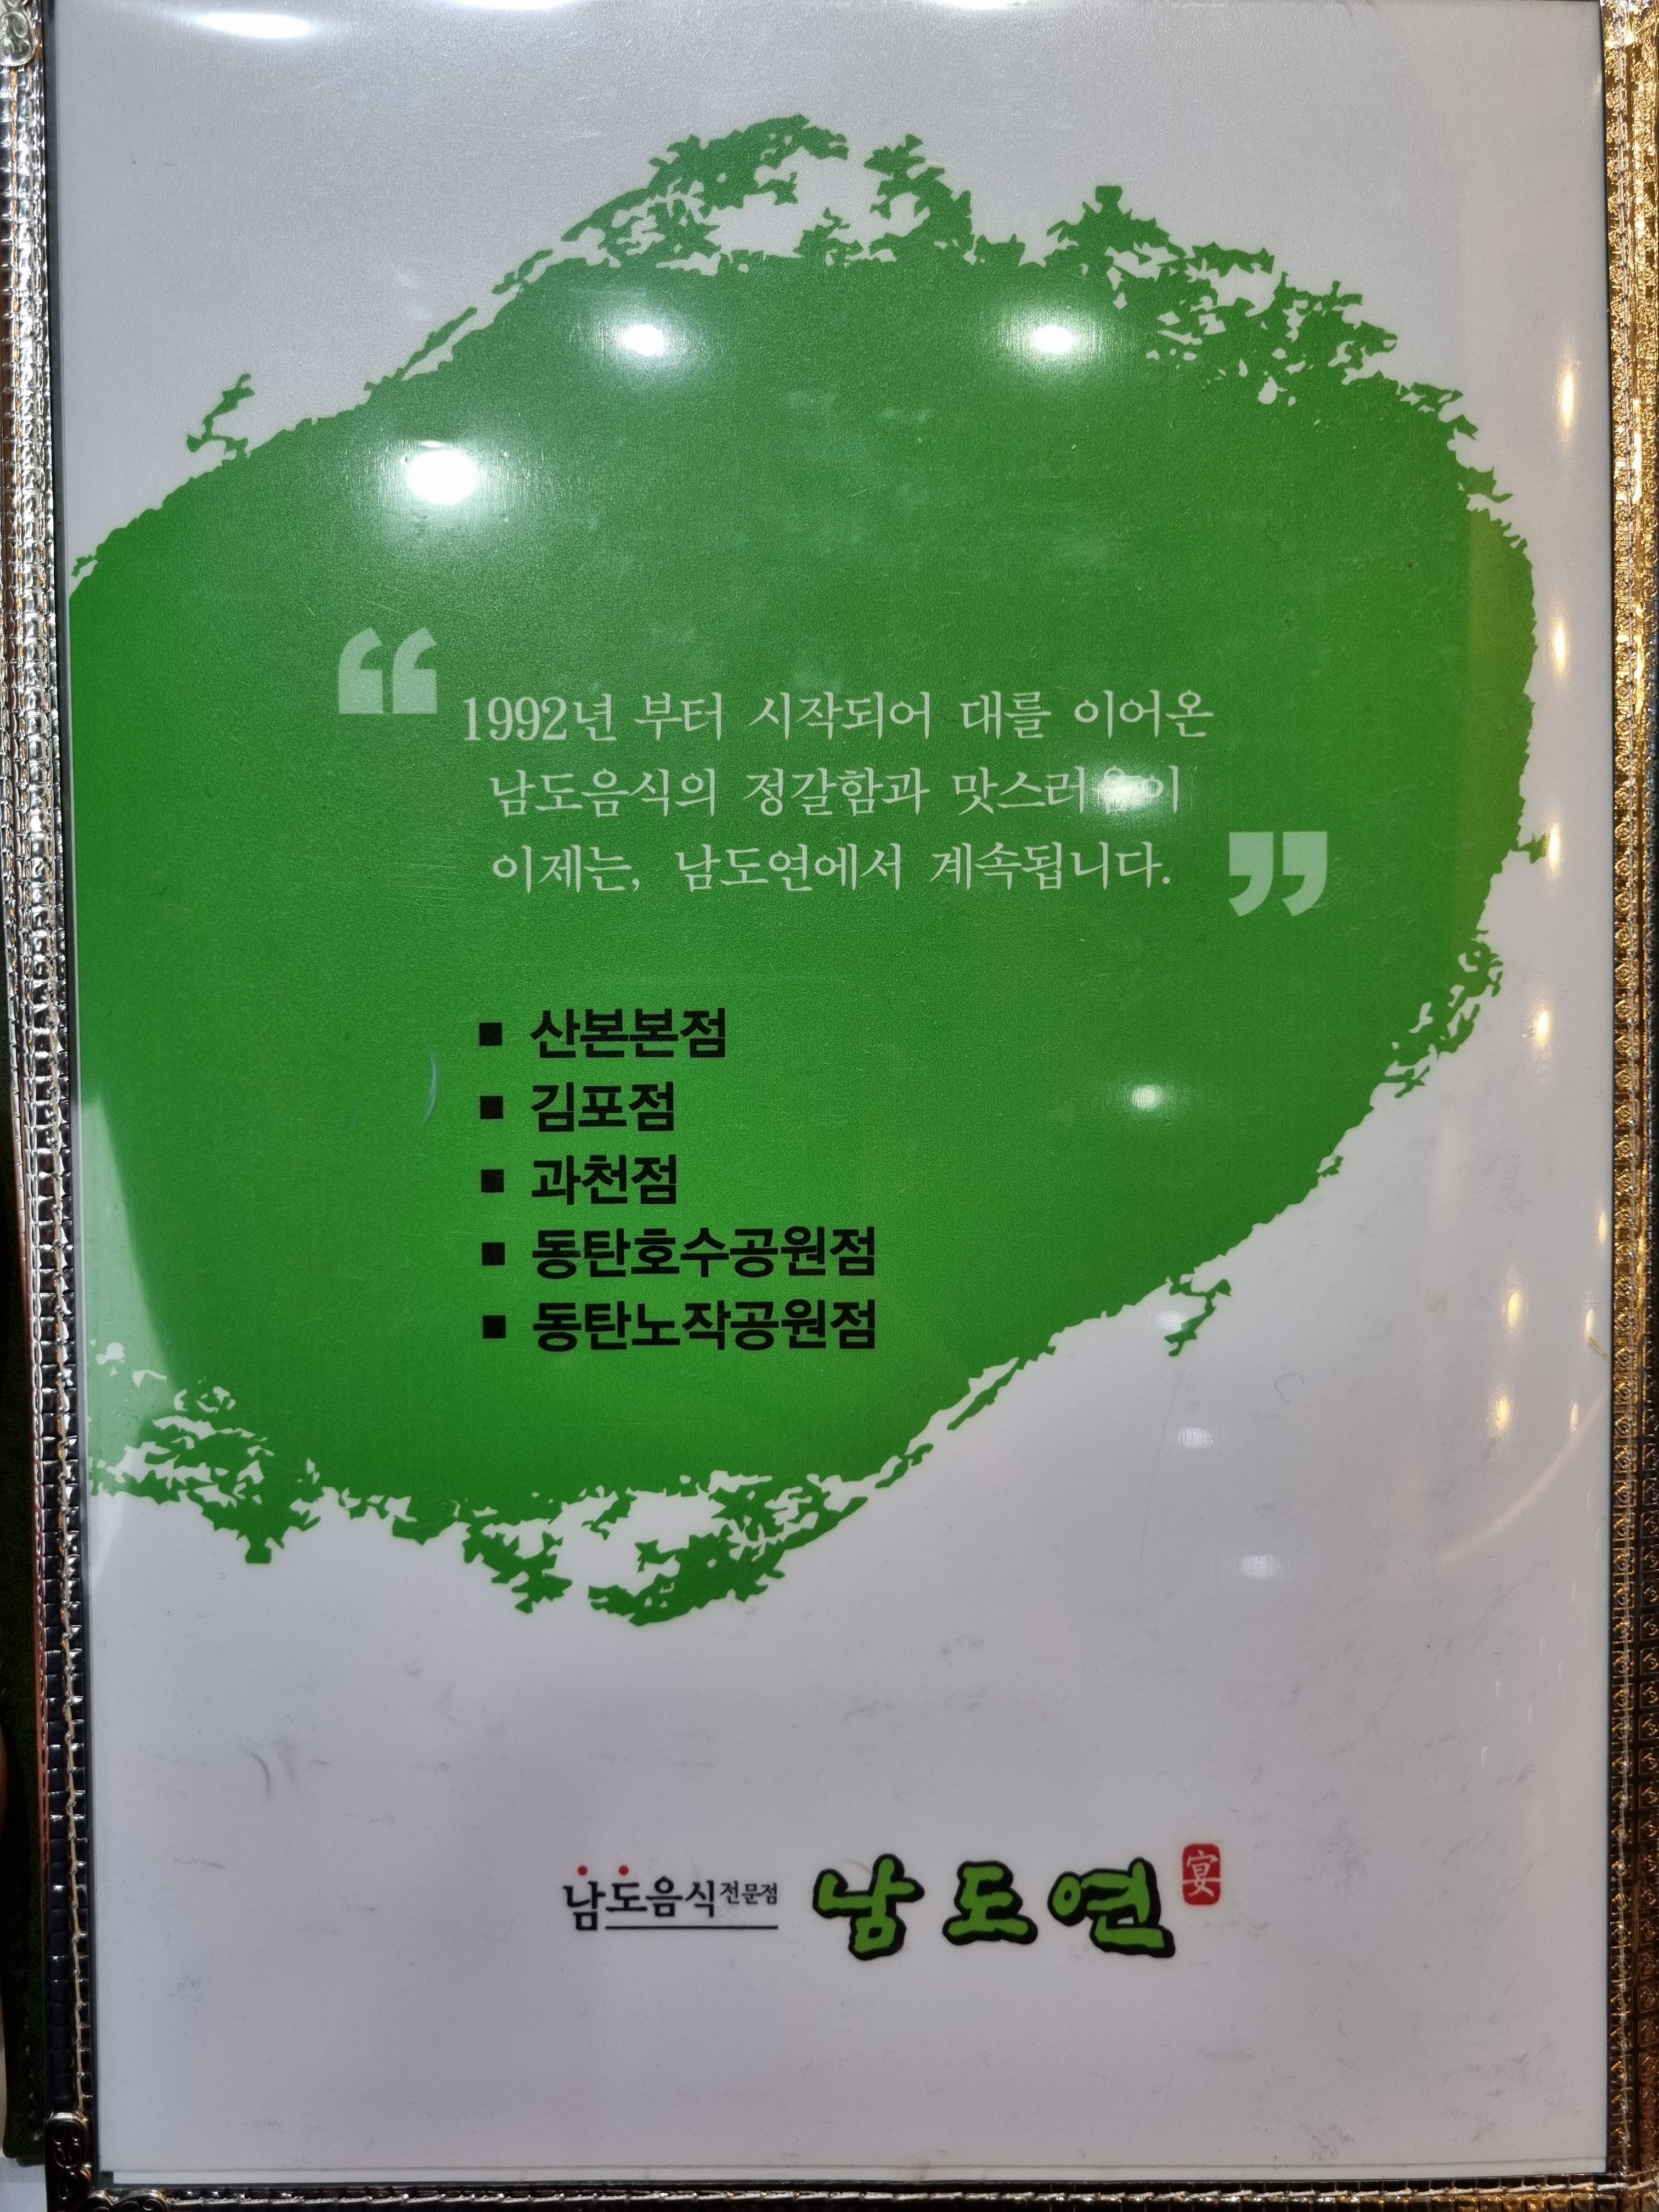 “ 1992년 부터 시작되어 대를 이어온
남도음식의 정갈함과 맛스러움이
이제는, 남도연에서 계속됩니다. ”
■ 산본본점
■ 김포점
■ 과천점
■ 동탄호수공원점
■ 동탄노작공원점
남도음식전문점 남도연 宴